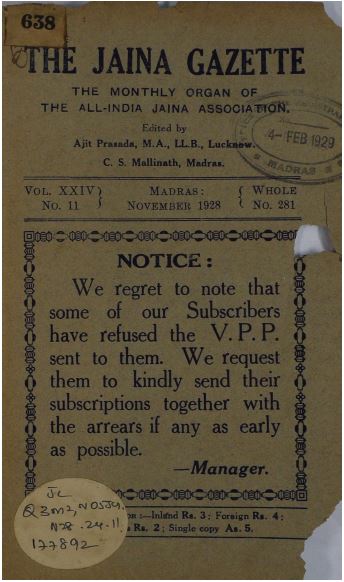 638
THE JAINA GAZETTE
THE MONTHLY ORGAN OF
THE ALL-INDIA JAINA ASSOCIATION.
Edited by
Ajit Prasada, M.A., LL.B., Lucknow.
C. S. Mallinath, Madras.
VOL. XXIV} MADRAS: { WHOLE
No. 11 NOVEMBER 1928 No. 281
4-FEB 1929
MADRAS
NOTICE:
We regret to note that
some of our Subscribers
have refused the V. P. P.
sent to them. We request
them to kindly send their
subscriptions together with
the arrears if any as early
as possible.
—Manager.
:—Inland Rs. 3; Foreign Rs. 4;
Rs. 2; Single copy As. 5.
N28.24.11
177892